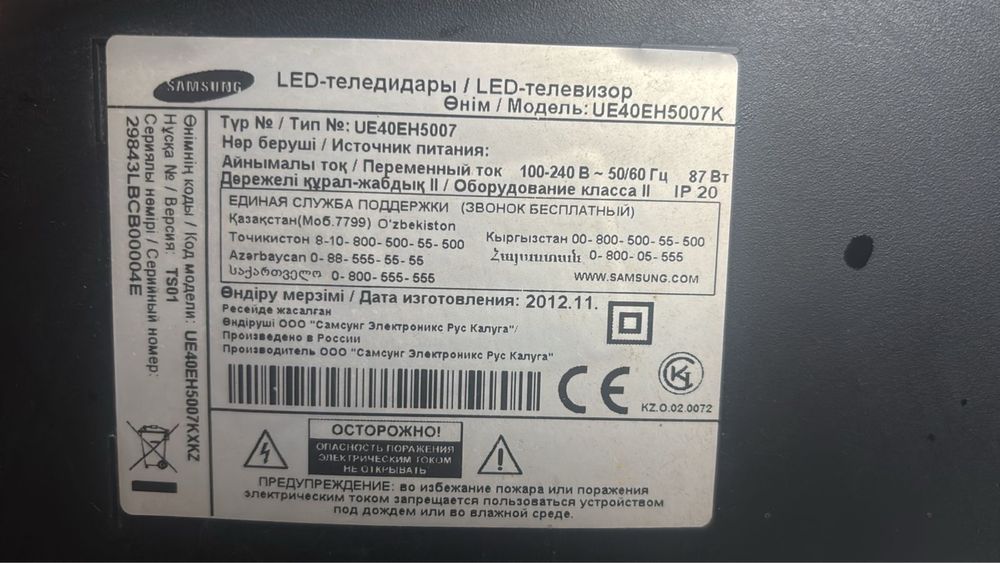 SAMSUNG
LED-теледидары / LED-телевизор
Өнім / Модель: UE40EH5007K
Түр № / Тип №: UE40EH5007
Нәр беруші / Источник питания:
Айнымалы ток / Переменный ток 100-240 В ~ 50/60 Гц 87 Вт
Дәрежелі құрал-жабдық II / Оборудование класса II IP 20
ЕДИНАЯ СЛУЖБА ПОДДЕРЖКИ (ЗВОНОК БЕСПЛАТНЫЙ)
Қазақстан(Моб.7799) O'zbekiston
Тоҷикистон 8-10- 800-500-55-500
Кыргызстан 00-800-500-55-500
Azərbaycan 0-88-555-55-55
Հայաստան 0-800-05-555
საქართველო 0-800-555-555
WWW.SAMSUNG.COM
Өндіру мерзімі / Дата изготовления: 2012.11.
Ресейде жасалған
Өндіруші ООО "Самсунг Электроникс Рус Калуга"/
Произведено в России
Производитель ООО "Самсунг Электроникс Рус Калуга"
CE
KZ.O.02.0072
ОСТОРОЖНО!
ОПАСНОСТЬ ПОРАЖЕНИЯ
ЭЛЕКТРИЧЕСКИМ ТОКОМ
НЕ ОТКРЫВАТЬ
ПРЕДУПРЕЖДЕНИЕ: во избежание пожара или поражения
электрическим током запрещается пользоваться устройством
под дождем или во влажной среде.
Өнімнің коды / Код модели: UE40EH5007KXKZ
Нұсқа № / Версия: TS01
Сериялы нөмірі / Серийный номер:
29843LBCB00004E